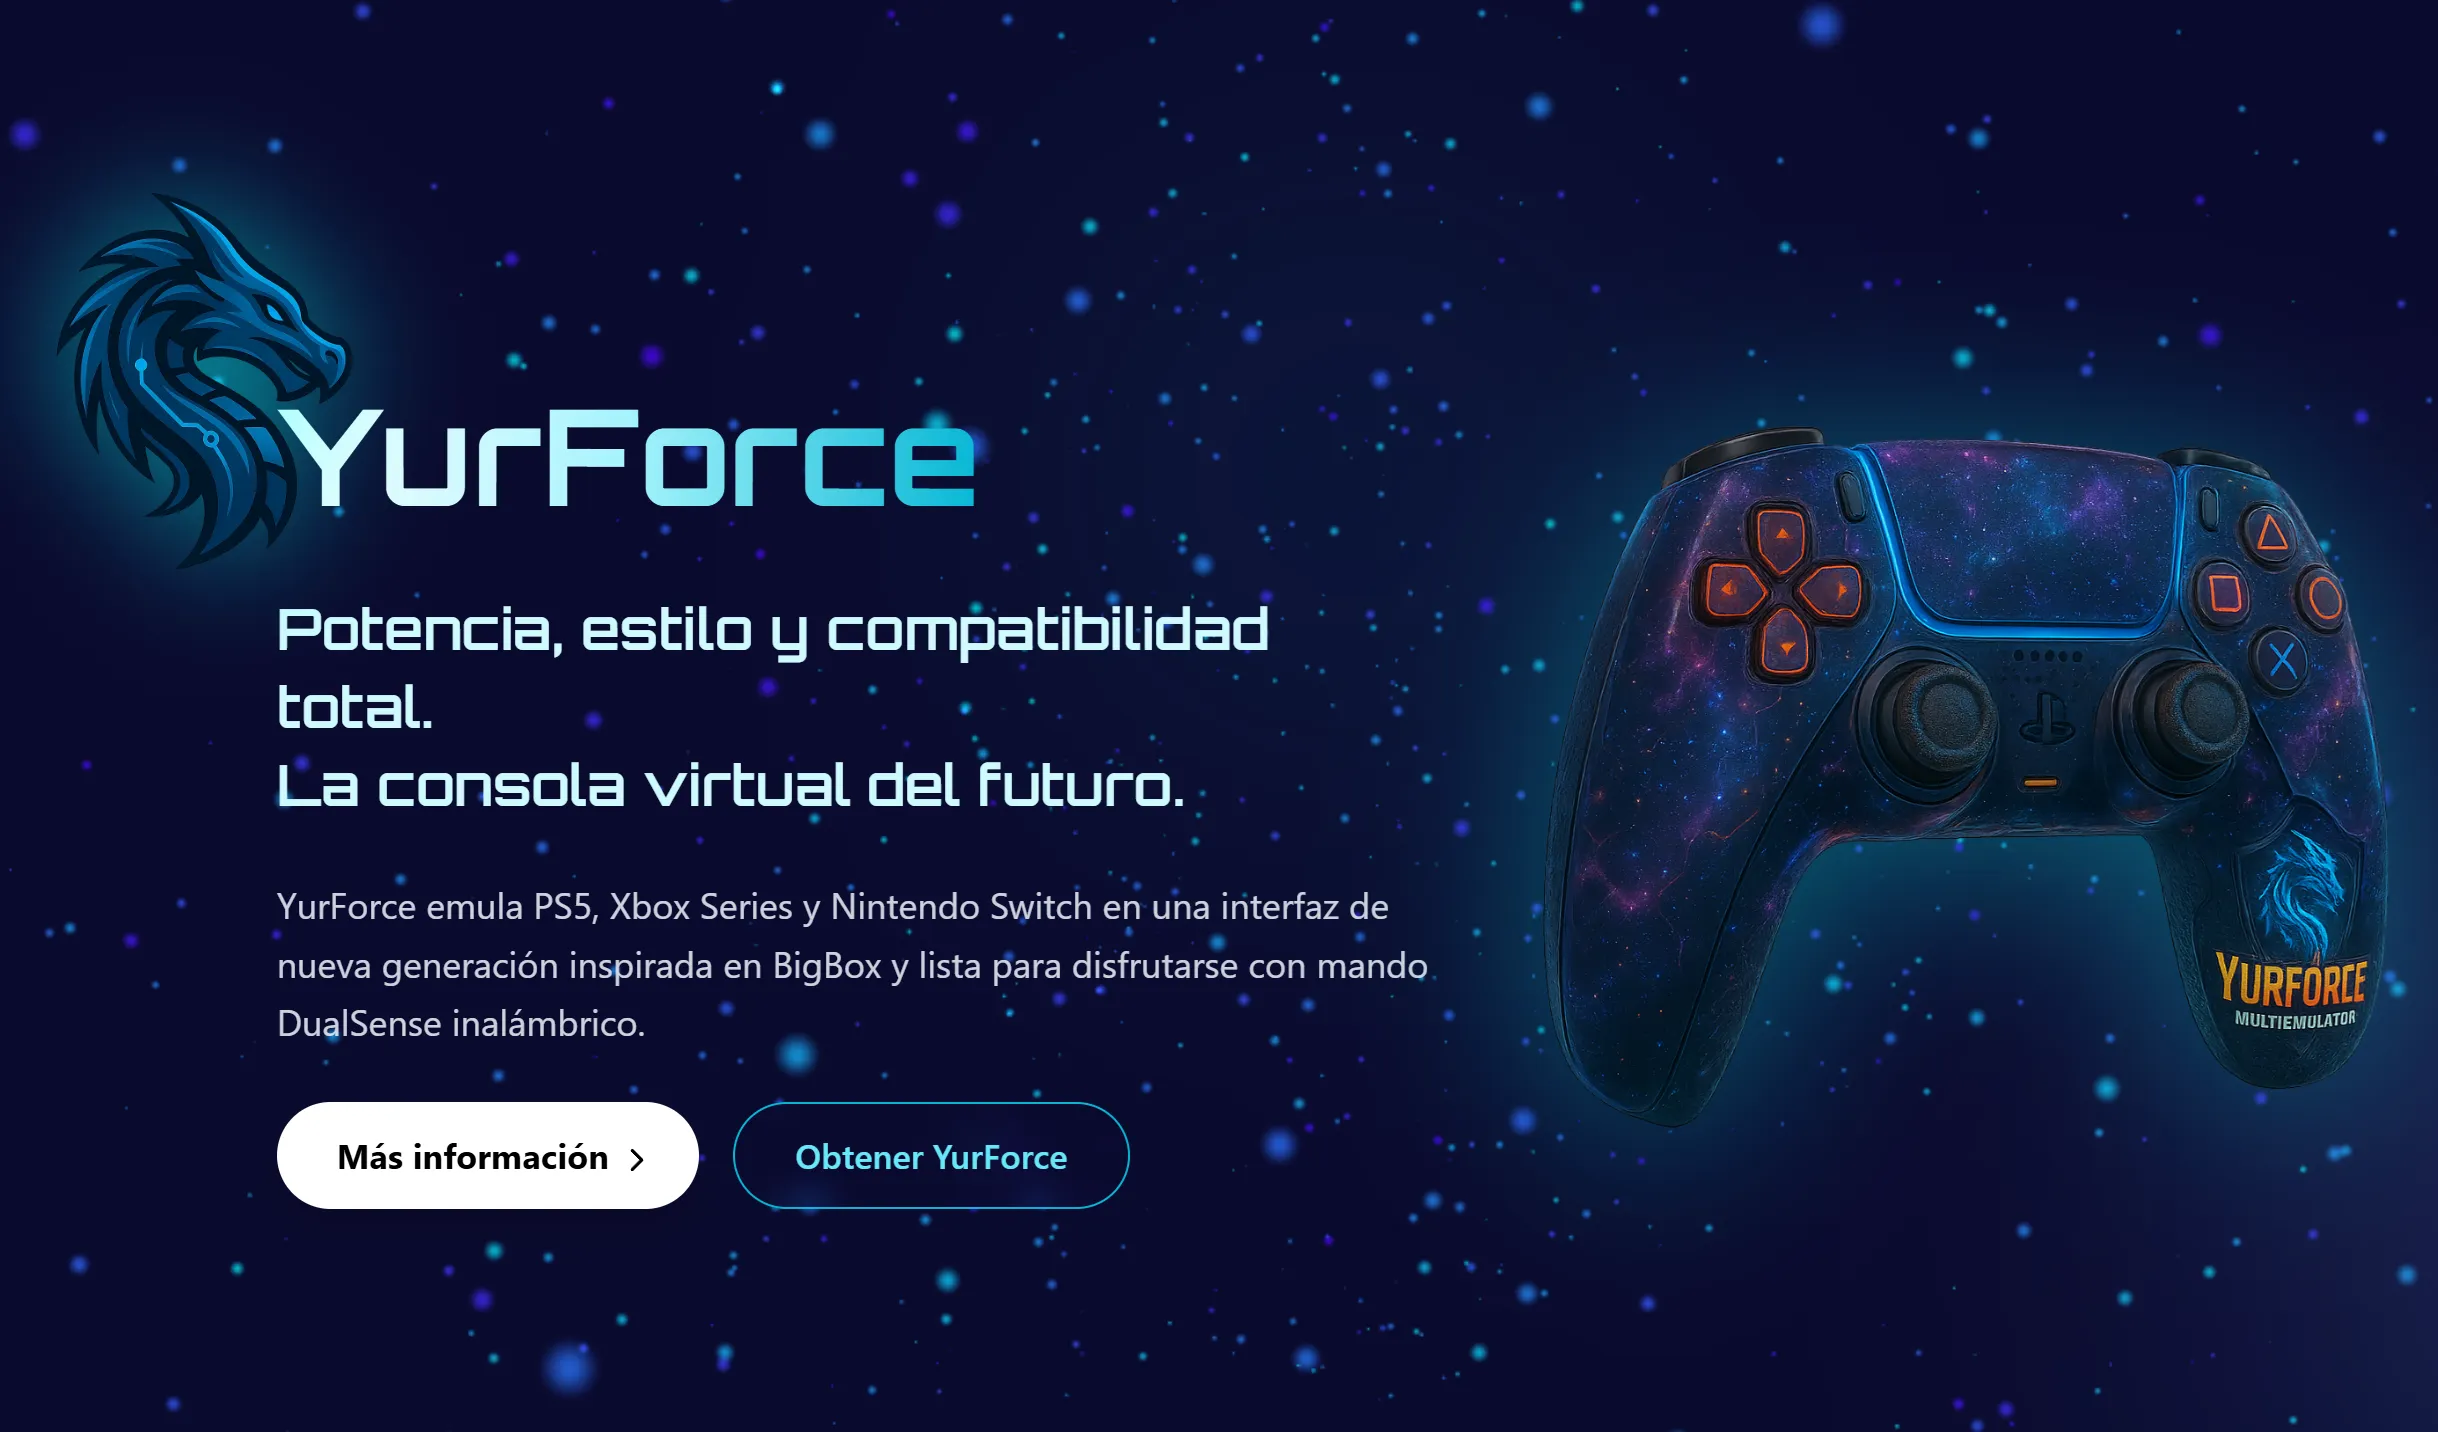 YurForce
Potencia, estilo y compatibilidad
total.
La consola virtual del futuro.
YurForce emula PS5, Xbox Series y Nintendo Switch en una interfaz de
nueva generación inspirada en BigBox y lista para disfrutarse con mando
DualSense inalámbrico.
Más información
Obtener YurForce
YURFORCE
MULTIEMULATOR